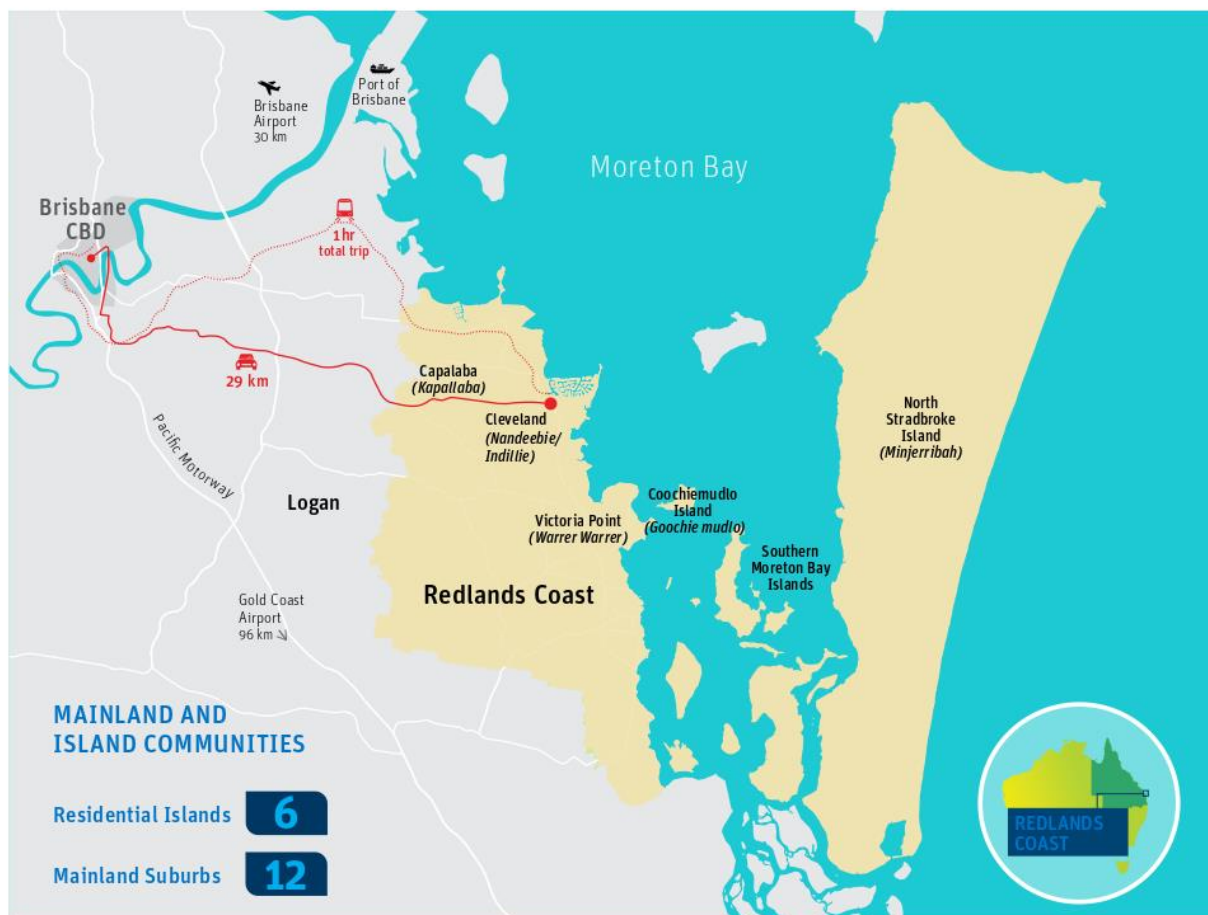 Port of
Brisbane
Brisbane
Airport
30 km
Moreton Bay
Brisbane
CBD
1hr
total trip
29 km
Capalaba
(Kapallaba)
Cleveland
(Nandeebie/
Indillie)
North
Stradbroke
Island
(Minjerribah)
Pacific Motorway
Logan
Coochiemudlo
Island
(Goochie mudlo)
Victoria Point
(Warrer Warrer)
Southern
Moreton Bay
Islands
Redlands Coast
Gold Coast
Airport
96 km
MAINLAND AND
ISLAND COMMUNITIES
Residential Islands 6
Mainland Suburbs 12
REDLANDS
COAST